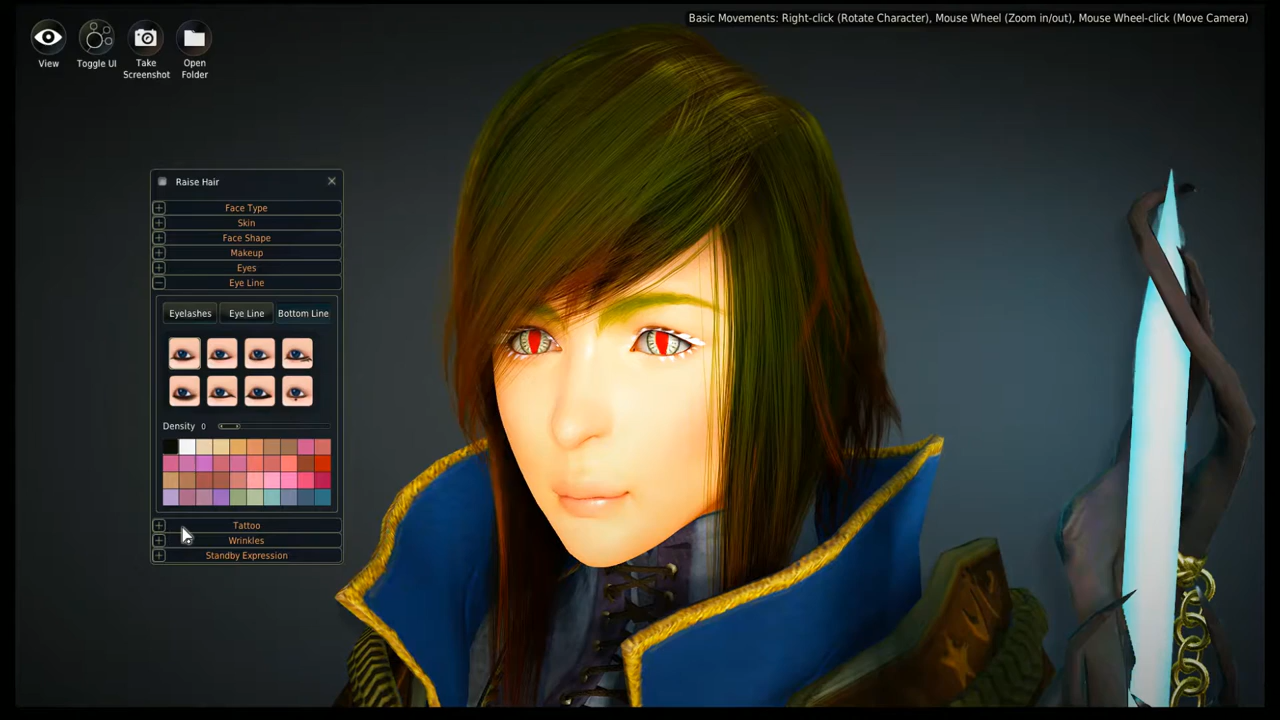 Basic Movements: Right-click (Rotate Character), Mouse Wheel (Zoom in/out), Mouse Wheel-click (Move Camera)
View
Toggle UI
Take
Screenshot
Open
Folder
Raise Hair
Face Type
Skin
Face Shape
Makeup
Eyes
Eye Line
Eyelashes
Eye Line
Bottom Line
Density 0
Tattoo
Wrinkles
Standby Expression